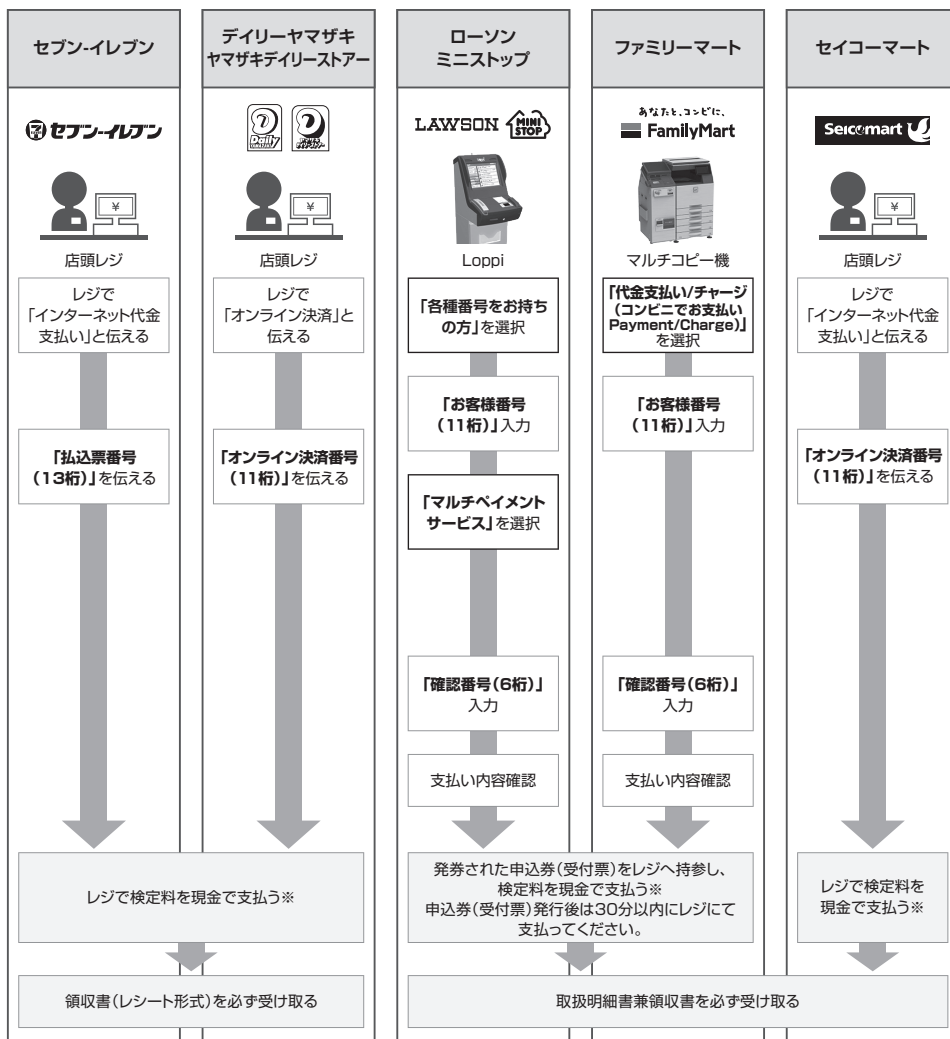 セブン-イレブン
デイリーヤマザキ
ヤマザキデイリーストアー
ローソン
ミニストップ
ファミリーマート
セイコーマート
セブン-イレブン
Daily
LAWSON
MINI
STOP
あなたと、コンビに、
FamilyMart
Seicomart
¥
¥
¥
店頭レジ
店頭レジ
Loppi
マルチコピー機
店頭レジ
レジで
「インターネット代金
支払い」と伝える
レジで
「オンライン決済」と
伝える
「各種番号をお持ち
の方」を選択
「代金支払い/チャージ
(コンビニでお支払い
Payment/Charge)」
を選択
レジで
「インターネット代金
支払い」と伝える
「お客様番号
(11桁)」入力
「お客様番号
(11桁)」入力
「払込票番号
(13桁)」を伝える
「オンライン決済番号
(11桁)」を伝える
「オンライン決済番号
(11桁)」を伝える
「マルチペイメント
サービス」を選択
「確認番号(6桁)」
入力
「確認番号(6桁)」
入力
支払い内容確認
支払い内容確認
レジで検定料を現金で支払う※
発券された申込券(受付票)をレジへ持参し、
検定料を現金で支払う※
申込券(受付票)発行後は30分以内にレジにて
支払ってください。
レジで検定料を
現金で支払う※
領収書(レシート形式)を必ず受け取る
取扱明細書兼領収書を必ず受け取る